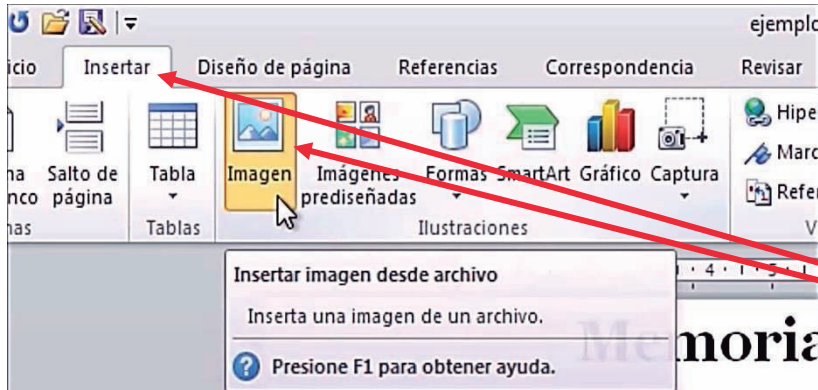 ejemplo
icio Insertar Diseño de página Referencias Correspondencia Revisar
Salto de página
Tabla
Imagen
Imágenes prediseñadas
Formas
SmartArt
Gráfico
Captura
Hipe
Marc
Refer
Tablas
Ilustraciones
V
4 5
Insertar imagen desde archivo
Inserta una imagen de un archivo.
Presione F1 para obtener ayuda.
Memoria